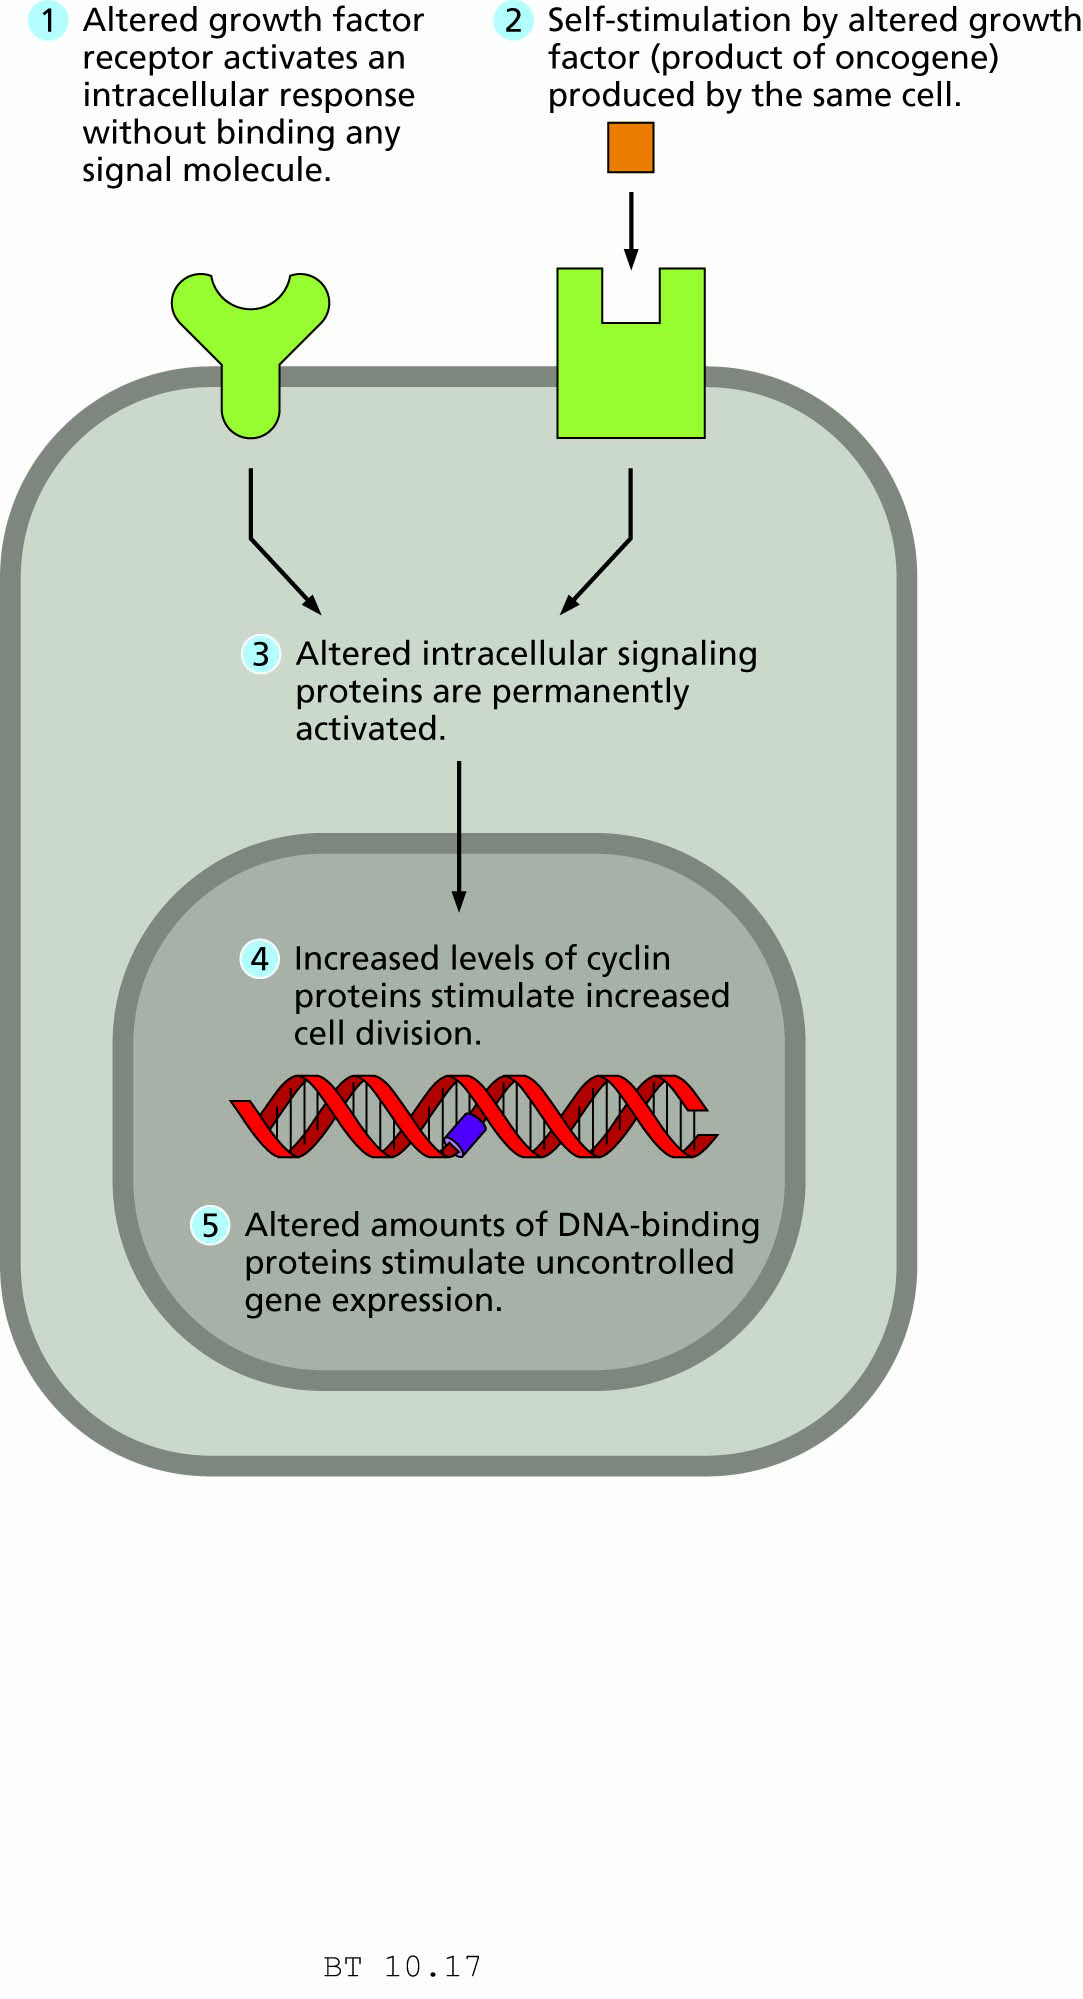 1 Altered growth factor
receptor activates an
intracellular response
without binding any
signal molecule.
2 Self-stimulation by altered growth
factor (product of oncogene)
produced by the same cell.
3 Altered intracellular signaling
proteins are permanently
activated.
4 Increased levels of cyclin
proteins stimulate increased
cell division.
5 Altered amounts of DNA-binding
proteins stimulate uncontrolled
gene expression.
BT 10.17